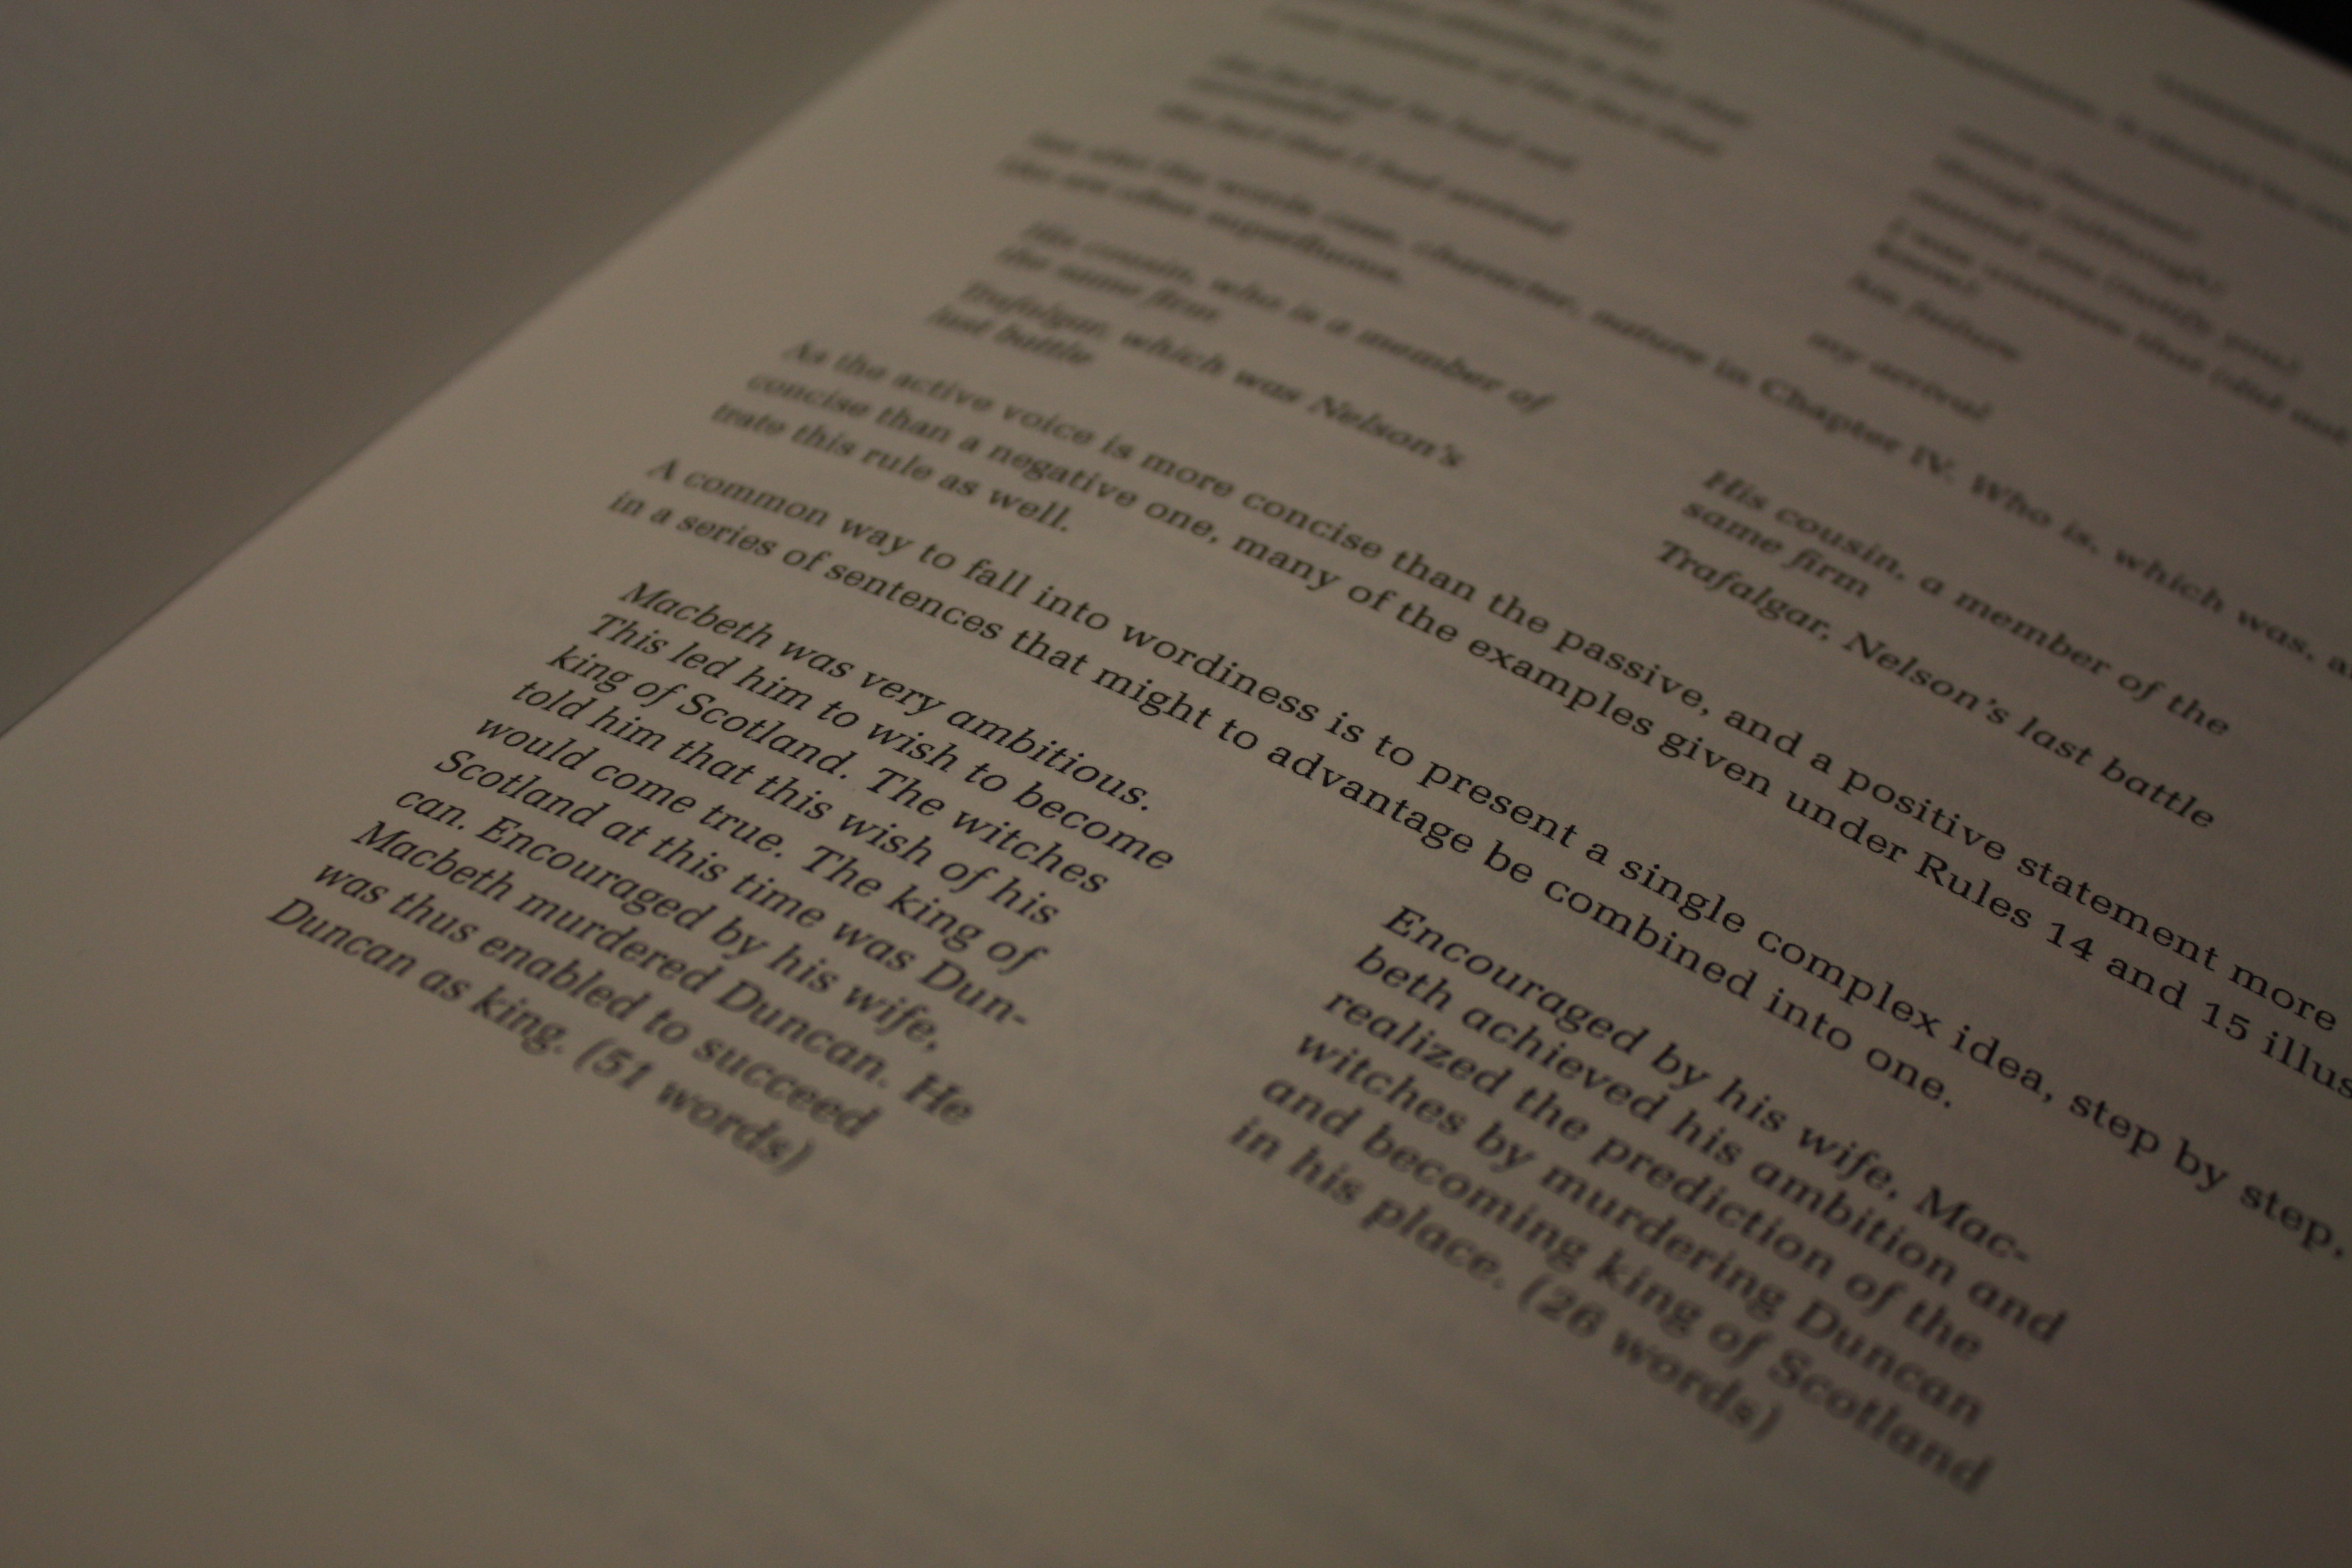 the fact that he had not
succeeded
the fact that I had arrived
his failure
my arrival
See also the words case, character, nature in Chapter IV. Who is, which was, a
like are often superfluous.
His cousin, who is a member of
the same firm
His cousin, a member of the
same firm
Trafalgar, which was Nelson's
last battle
Trafalgar, Nelson's last battle
As the active voice is more concise than the passive, and a positive statement more
concise than a negative one, many of the examples given under Rules 14 and 15 illus
trate this rule as well.
A common way to fall into wordiness is to present a single complex idea, step by step,
in a series of sentences that might to advantage be combined into one.
Macbeth was very ambitious.
This led him to wish to become
king of Scotland. The witches
told him that this wish of his
would come true. The king of
Scotland at this time was Dun-
can. Encouraged by his wife,
Macbeth murdered Duncan. He
was thus enabled to succeed
Duncan as king. (51 words)
Encouraged by his wife, Mac-
beth achieved his ambition and
realized the prediction of the
witches by murdering Duncan
and becoming king of Scotland
in his place. (26 words)